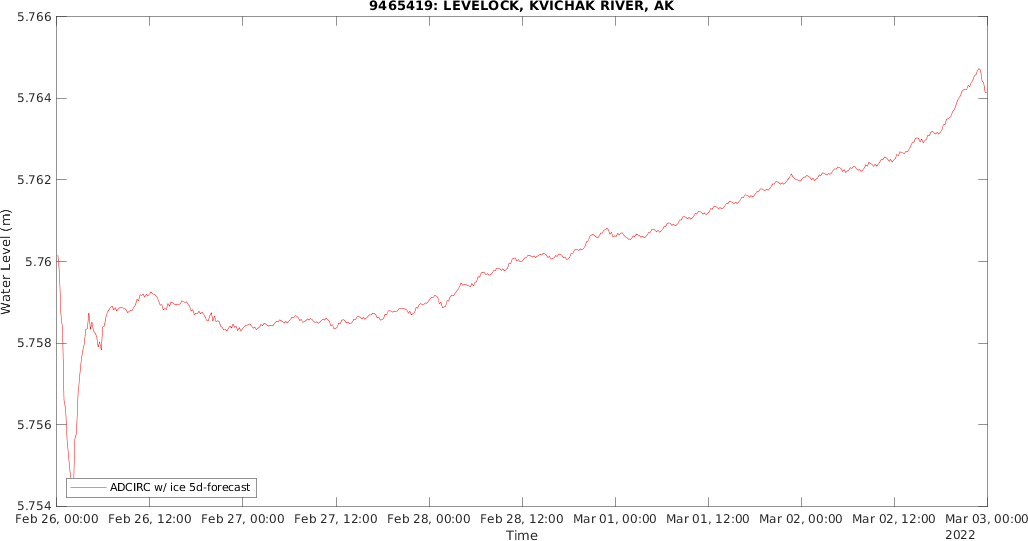 9465419: LEVELOCK, KVICHAK RIVER, AK
5.766
5.764
5.762
5.76
5.758
5.756
5.754
Water Level (m)
ADCIRC w/ ice 5d-forecast
Feb 26, 00:00 Feb 26, 12:00 Feb 27, 00:00 Feb 27, 12:00 Feb 28, 00:00 Feb 28, 12:00 Mar 01, 00:00 Mar 01, 12:00 Mar 02, 00:00 Mar 02, 12:00 Mar 03, 00:00
Time
2022